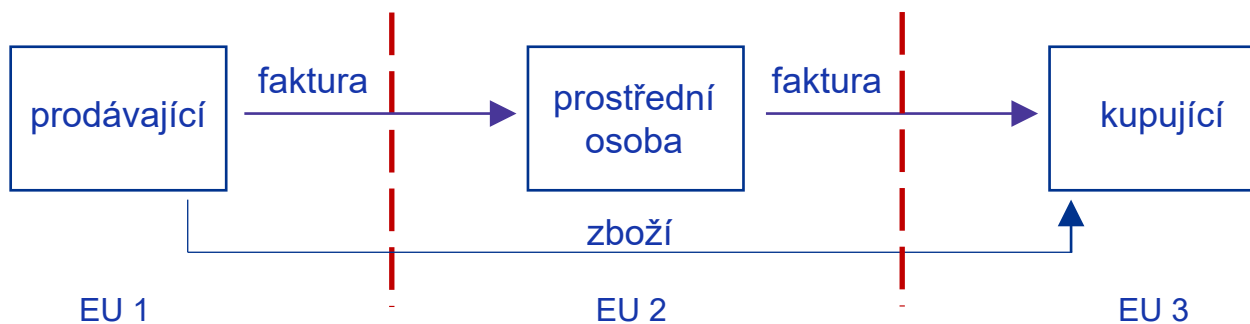 faktura
faktura
prodávající
prostřední
osoba
kupující
zboží
EU 1
EU 2
EU 3